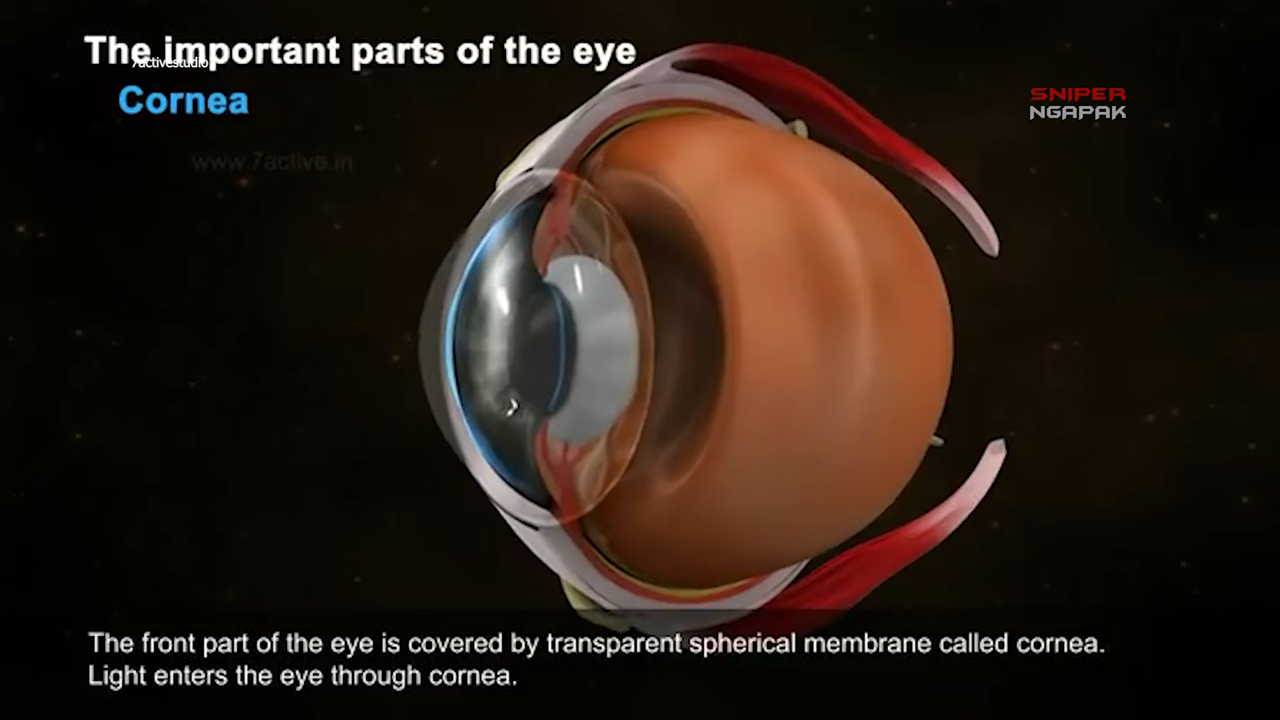 The important parts of the eye
7activestudio
Cornea
SNIPER
NGAPAK
www.7active.in
The front part of the eye is covered by transparent spherical membrane called cornea.
Light enters the eye through cornea.